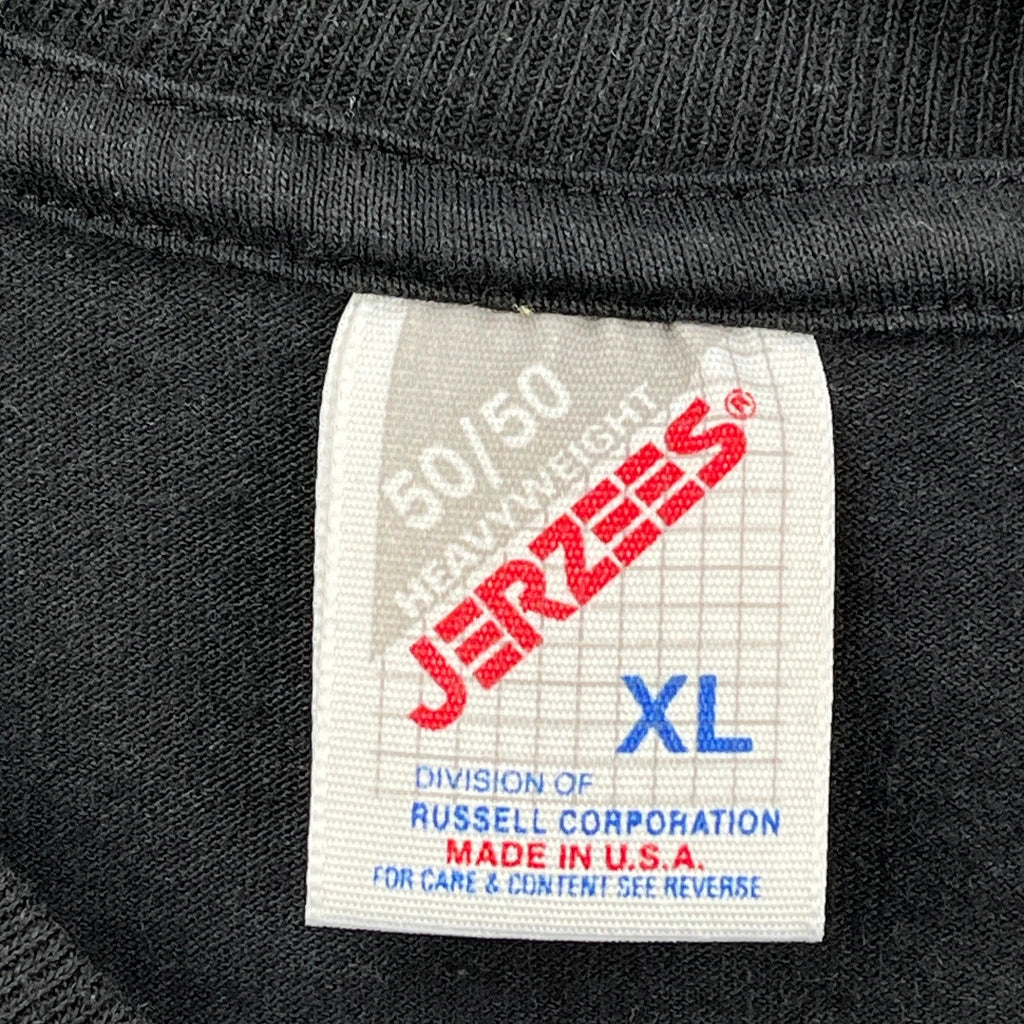 50/50
HEAVYWEIGHT
JERZEES®
XL
DIVISION OF
RUSSELL CORPORATION
MADE IN U.S.A.
FOR CARE & CONTENT SEE REVERSE